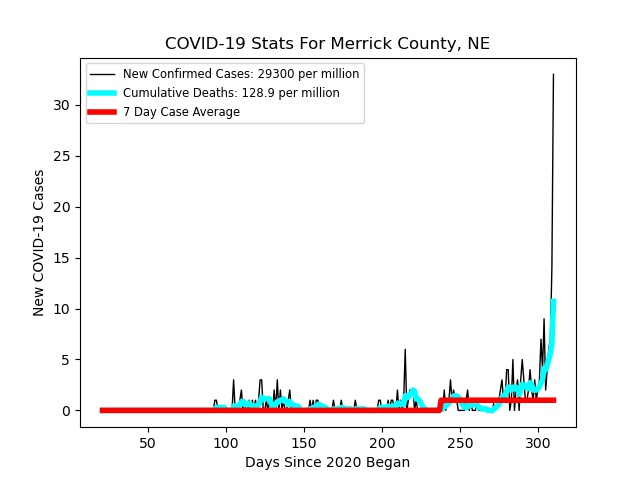 COVID-19 Stats For Merrick County, NE
New Confirmed Cases: 29300 per million
Cumulative Deaths: 128.9 per million
7 Day Case Average
30
25
20
15
10
5
0
New COVID-19 Cases
50 100 150 200 250 300
Days Since 2020 Began